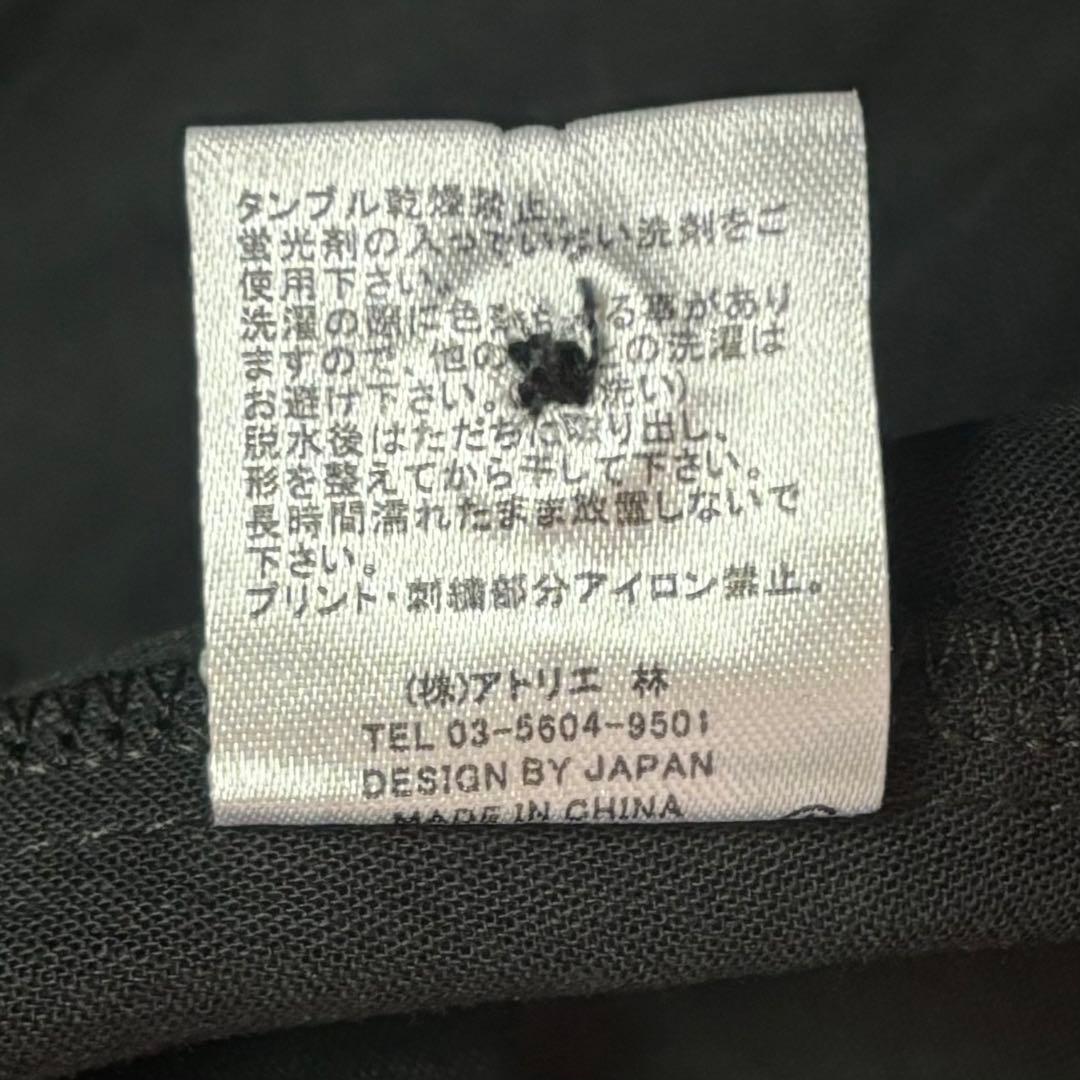 タンブル乾燥禁止。
蛍光剤の入っていない洗剤をご
使用下さい。
洗濯の際に色 る事があり
ますので、他の の洗濯は
お避け下さい。 洗い)
脱水後はただちに取り出し、
形を整えてから干して下さい。
長時間濡れたまま放置しないで
下さい。
プリント・刺繍部分アイロン禁止。
(株)アトリエ 林
TEL 03-5604-9501
DESIGN BY JAPAN
MADE IN CHINA